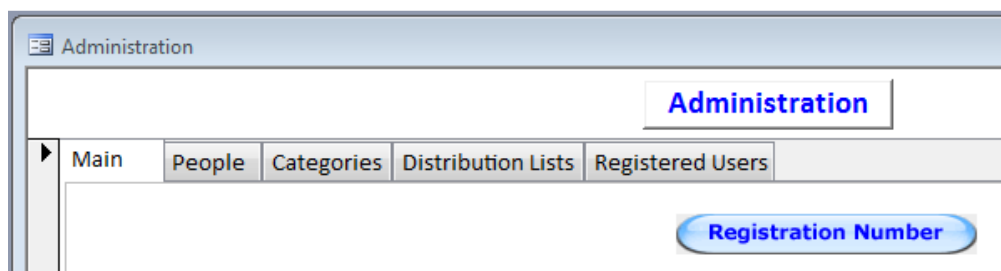 Administration
Administration
Main People Categories Distribution Lists Registered Users
Registration Number